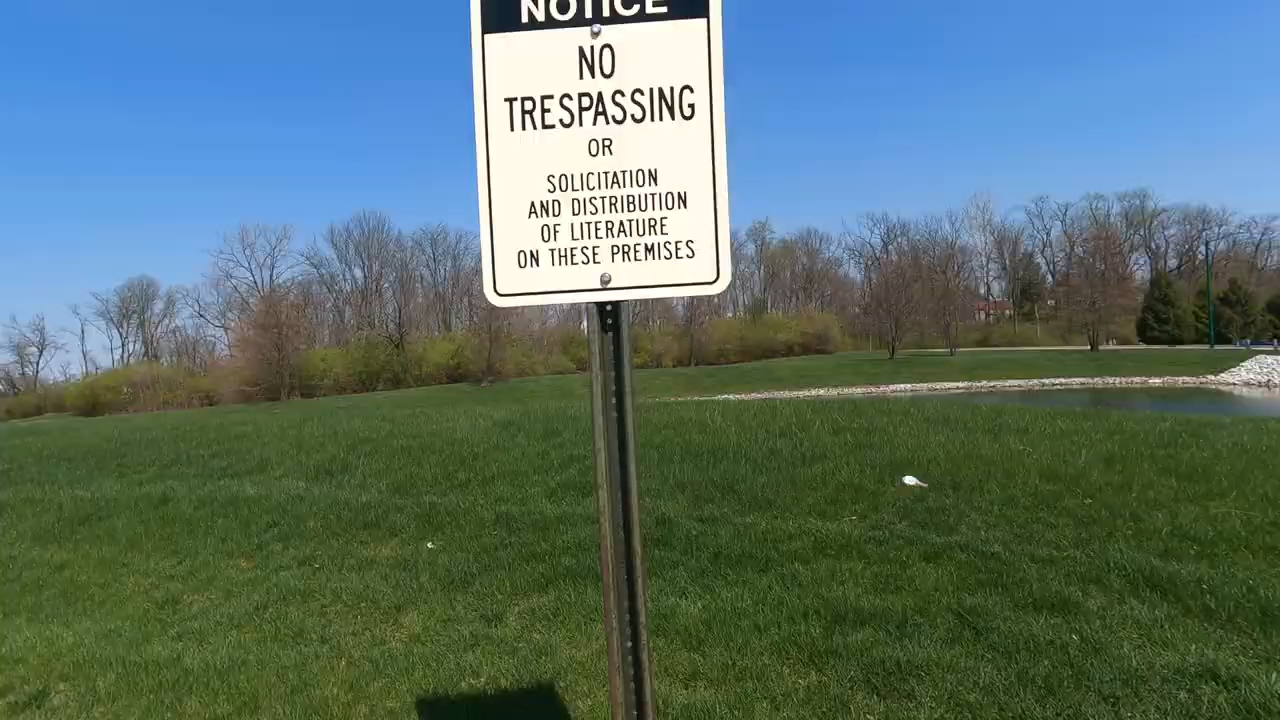 NOTICE
NO
TRESPASSING
OR
SOLICITATION
AND DISTRIBUTION
OF LITERATURE
ON THESE PREMISES